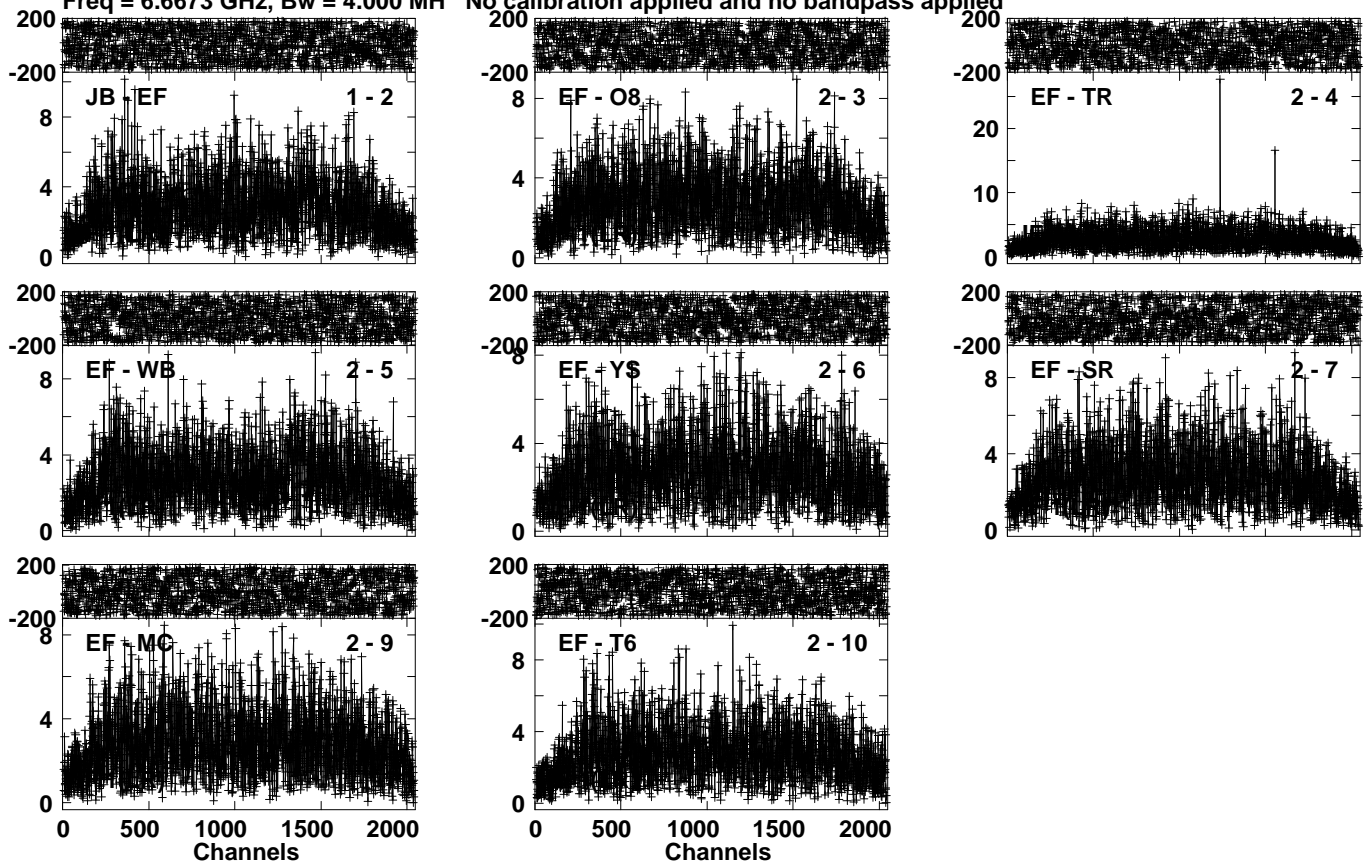 Freq = 6.6673 GHz, Bw = 4.000 MH No calibration applied and no bandpass applied
200 200 200
-200 -200 -200
JB - EF 1 - 2 EF - O8 2 - 3 EF - TR 2 - 4
8 8 20
4 4 10
0 0 0
200 200 200
-200 -200 -200
8
EF - WB 2 - 5 EF - YS 2 - 6 EF - SR 2 - 7
8 8
4 4 4
0 0 0
200 200
-200 -200
EF - MC 2 - 9 EF - T6 2 - 10
8 8
4 4
0 0
0 500 1000 1500 2000 0 500 1000 1500 2000
Channels Channels